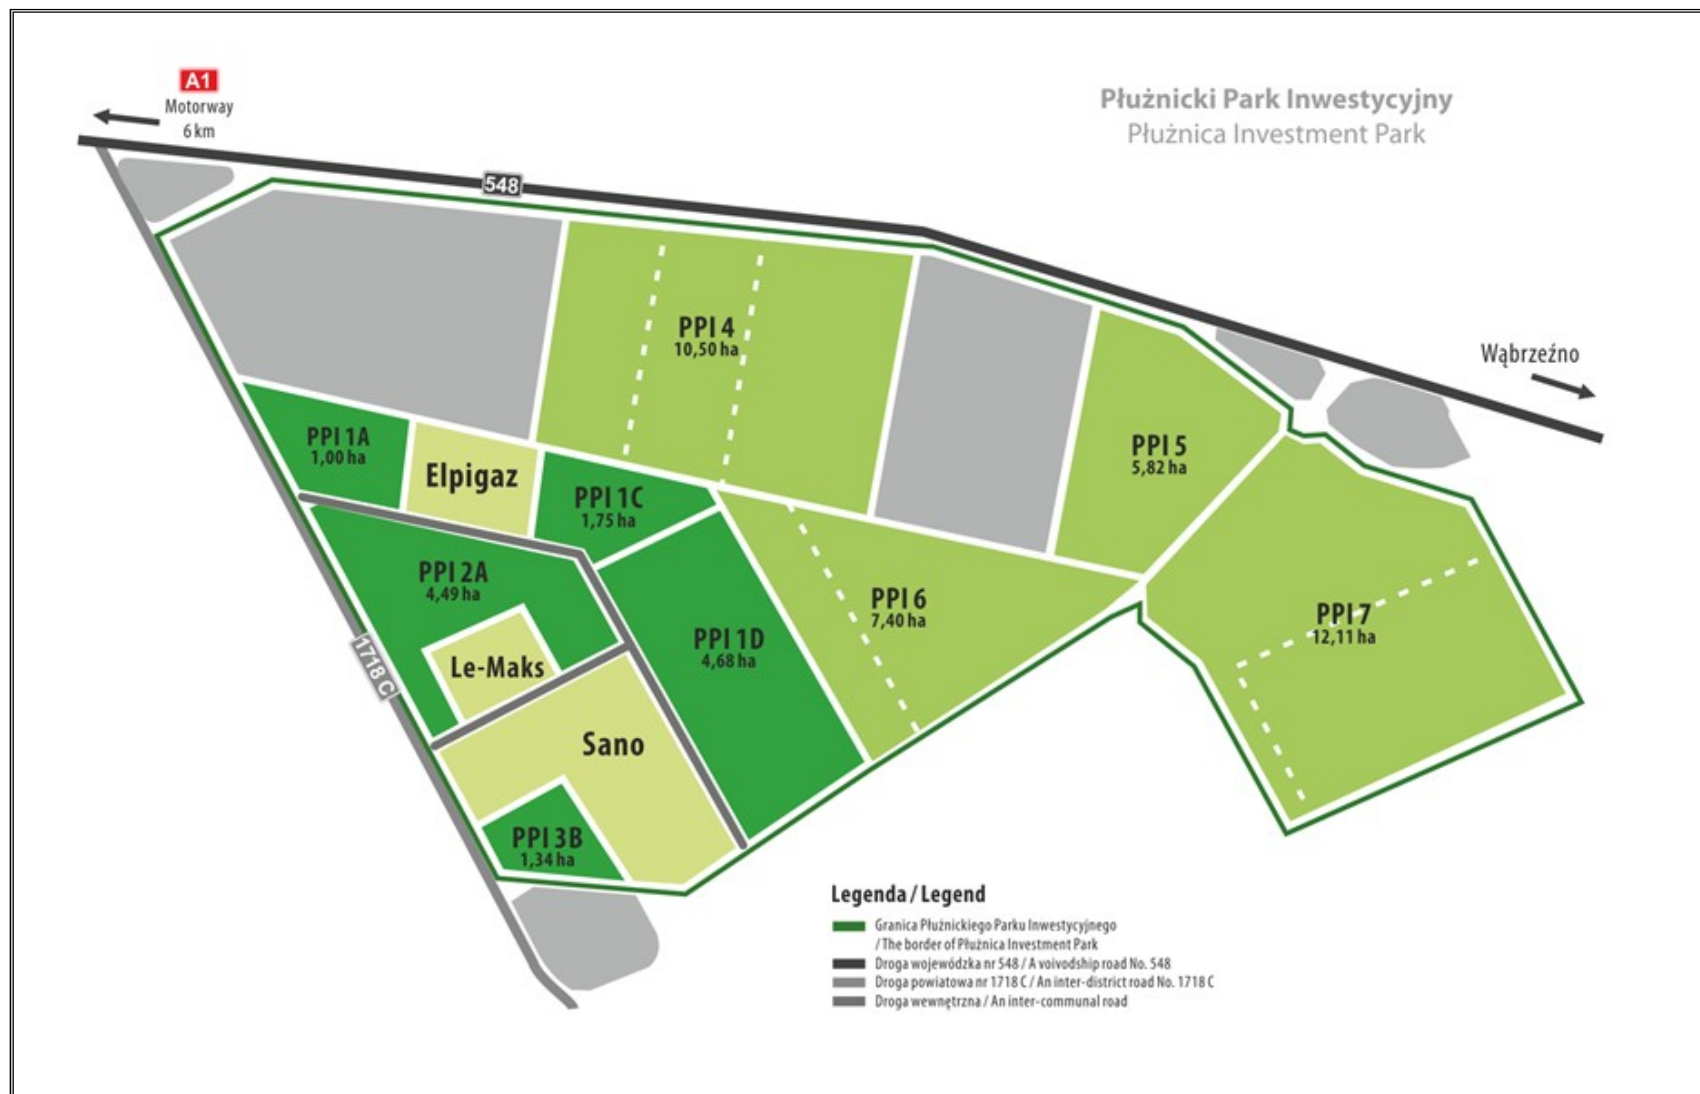 A1
Motorway
6 km
Płużnicki Park Inwestycyjny
Płużnica Investment Park
548
Wąbrzeźno
PPI 4
10,50 ha
PPI 5
5,82 ha
PPI 1A
1,00 ha
Elpigaz
PPI 1C
1,75 ha
PPI 2A
4,49 ha
PPI 6
7,40 ha
PPI 7
12,11 ha
PPI 1D
4,68 ha
1718 C
Le-Maks
Sano
PPI 3B
1,34 ha
Legenda / Legend
Granica Płużnickiego Parku Inwestycyjnego
/ The border of Płużnica Investment Park
Droga wojewódzka nr 548 / A voivodship road No. 548
Droga powiatowa nr 1718 C / An inter-district road No. 1718 C
Droga wewnętrzna / An inter-communal road